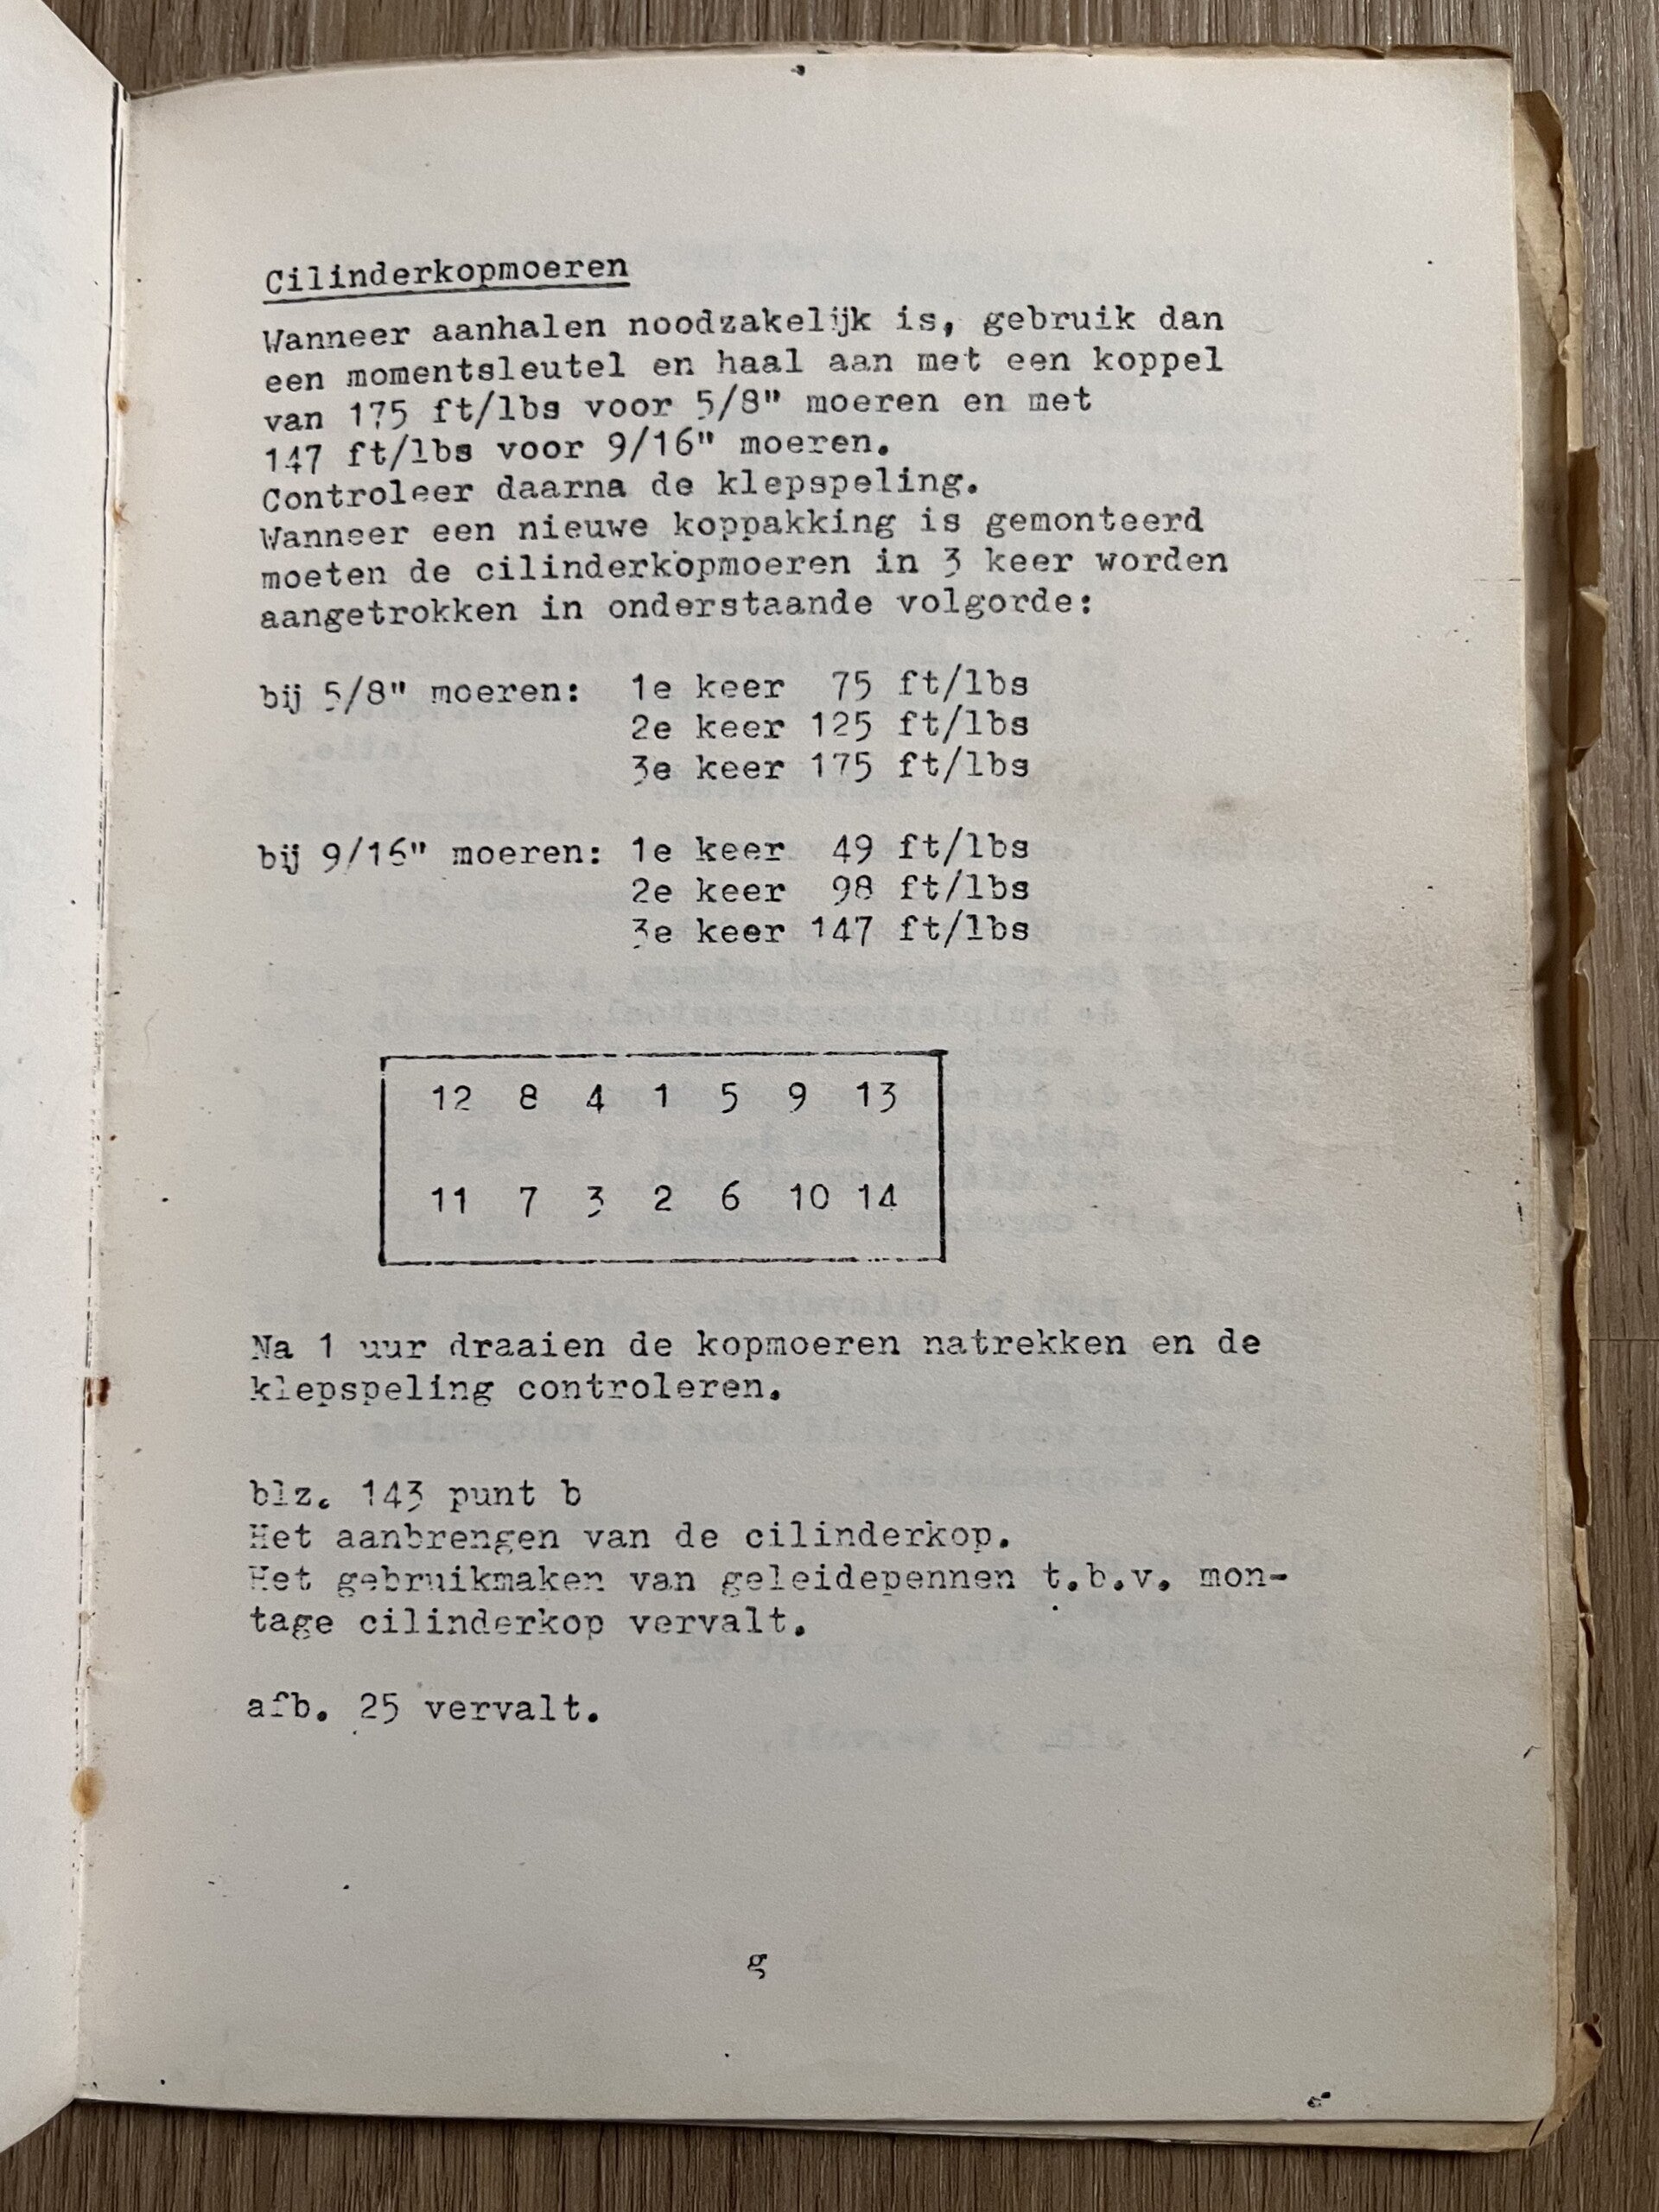 Cilinderkopmoeren
Wanneer aanhalen noodzakelijk is, gebruik dan
een momentsleutel en haal aan met een koppel
van 175 ft/lbs voor 5/8" moeren en met
147 ft/lbs voor 9/16" moeren.
Controleer daarna de klepspeling.
Wanneer een nieuwe koppakking is gemonteerd
moeten de cilinderkopmoeren in 3 keer worden
aangetrokken in onderstaande volgorde:
bij 5/8" moeren: 1e keer 75 ft/lbs
2e keer 125 ft/lbs
3e keer 175 ft/lbs
bij 9/16" moeren: 1e keer 49 ft/lbs
2e keer 98 ft/lbs
3e keer 147 ft/lbs
12 8 4 1 5 9 13
11 7 3 2 6 10 14
Na 1 uur draaien de kopmoeren natrekken en de
klepspeling controleren.
blz. 143 punt b
Het aanbrengen van de cilinderkop.
Het gebruikmaken van geleidepennen t.b.v. mon-
tage cilinderkop vervalt.
afb. 25 vervalt.
g